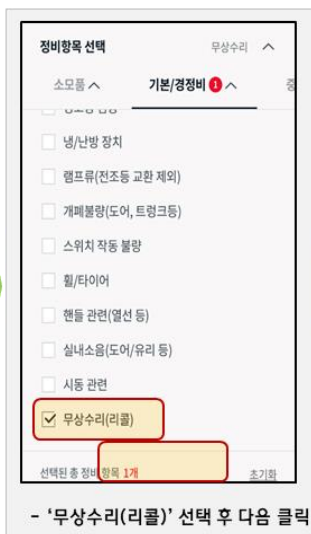 정비항목 선택 무상수리
소모품 기본/경정비 1 중
냉/난방 장치
램프류(전조등 교환 제외)
개폐불량(도어, 트렁크등)
스위치 작동 불량
휠/타이어
핸들 관련(열선 등)
실내소음(도어/유리 등)
시동 관련
무상수리(리콜)
선택된 총 정비 항목 1개 초기화
- ‘무상수리(리콜)’ 선택 후 다음 클릭